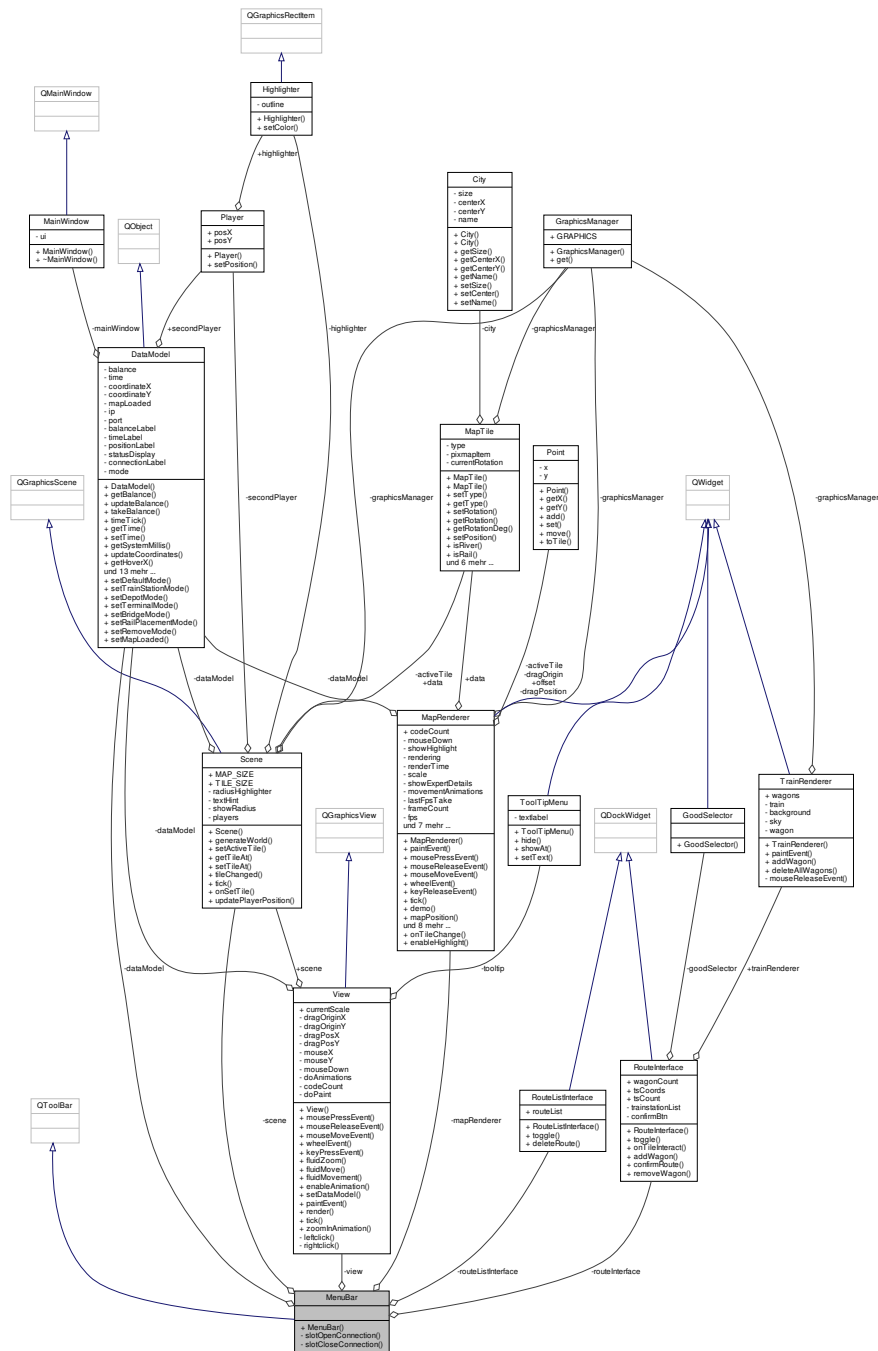 QGraphicsRectItem
Highlighter
- outline
+ Highlighter()
+ setColor()
QMainWindow
+highlighter
City
- size
- centerX
- centerY
- name
+ City()
+ City()
+ getSize()
+ getCenterX()
+ getCenterY()
+ getName()
+ setSize()
+ setCenter()
+ setName()
MainWindow
- ui
+ MainWindow()
+ ~MainWindow()
QObject
Player
+ posX
+ posY
+ Player()
+ setPosition()
GraphicsManager
+ GRAPHICS
+ GraphicsManager()
+ get()
-mainWindow
+secondPlayer
-highlighter
-city
-graphicsManager
DataModel
- balance
- time
- coordinateX
- coordinateY
- mapLoaded
- ip
- port
- balanceLabel
- timeLabel
- positionLabel
- statusDisplay
- connectionLabel
- mode
+ DataModel()
+ getBalance()
+ updateBalance()
+ takeBalance()
+ timeTick()
+ getTime()
+ setTime()
+ getSystemMillis()
+ updateCoordinates()
+ getHoverX()
und 13 mehr ...
+ setDefaultMode()
+ setTrainStationMode()
+ setDepotMode()
+ setTerminalMode()
+ setBridgeMode()
+ setRailPlacementMode()
+ setRemoveMode()
+ setMapLoaded()
MapTile
- type
- pixmapItem
- currentRotation
+ MapTile()
+ MapTile()
+ setType()
+ getType()
+ setRotation()
+ getRotation()
+ getRotationDeg()
+ setPosition()
+ isRiver()
+ isRail()
und 6 mehr ...
Point
- x
- y
+ Point()
+ getX()
+ getY()
+ add()
+ set()
+ move()
+ toTile()
QGraphicsScene
QWidget
-secondPlayer
-graphicsManager
-graphicsManager
-graphicsManager
-dataModel
-dataModel
-activeTile
+data
+data
-activeTile
-dragOrigin
+offset
-dragPosition
Scene
+ MAP_SIZE
+ TILE_SIZE
- radiusHighlighter
- textHint
- showRadius
- players
+ Scene()
+ generateWorld()
+ setActiveTile()
+ getTileAt()
+ setTileAt()
+ tileChanged()
+ tick()
+ onSetTile()
+ updatePlayerPosition()
MapRenderer
+ codeCount
- mouseDown
- showHighlight
- rendering
- renderTime
- scale
- showExpertDetails
- movementAnimations
- lastFpsTake
- frameCount
- fps
und 7 mehr ...
+ MapRenderer()
+ paintEvent()
+ mousePressEvent()
+ mouseReleaseEvent()
+ mouseMoveEvent()
+ wheelEvent()
+ keyReleaseEvent()
+ tick()
+ demo()
+ mapPosition()
und 8 mehr ...
+ onTileChange()
+ enableHighlight()
QGraphicsView
ToolTipMenu
- textlabel
+ ToolTipMenu()
+ hide()
+ showAt()
+ setText()
QDockWidget
GoodSelector
+ GoodSelector()
TrainRenderer
+ wagons
- train
- background
- sky
- wagon
+ TrainRenderer()
+ paintEvent()
+ addWagon()
+ deleteAllWagons()
- mouseReleaseEvent()
-dataModel
-dataModel
+scene
-tooltip
-goodSelector
+trainRenderer
View
+ currentScale
- dragOriginX
- dragOriginY
- dragPosX
- dragPosY
- mouseX
- mouseY
- mouseDown
- doAnimations
- codeCount
- doPaint
+ View()
+ mousePressEvent()
+ mouseReleaseEvent()
+ mouseMoveEvent()
+ wheelEvent()
+ keyPressEvent()
+ fluidZoom()
+ fluidMove()
+ fluidMovement()
+ enableAnimation()
+ setDataModel()
+ paintEvent()
+ render()
+ tick()
+ zoomInAnimation()
- leftclick()
- rightclick()
RouteListInterface
+ routeList
+ RouteListInterface()
+ toggle()
+ deleteRoute()
RouteInterface
+ wagonCount
+ tsCoords
+ tsCount
- trainstationList
- confirmBtn
+ RouteInterface()
+ toggle()
+ onTileInteract()
+ addWagon()
+ confirmRoute()
+ removeWagon()
QToolBar
-scene
-mapRenderer
-view
-routeListInterface
-routeInterface
MenuBar
+ MenuBar()
- slotOpenConnection()
- slotCloseConnection()